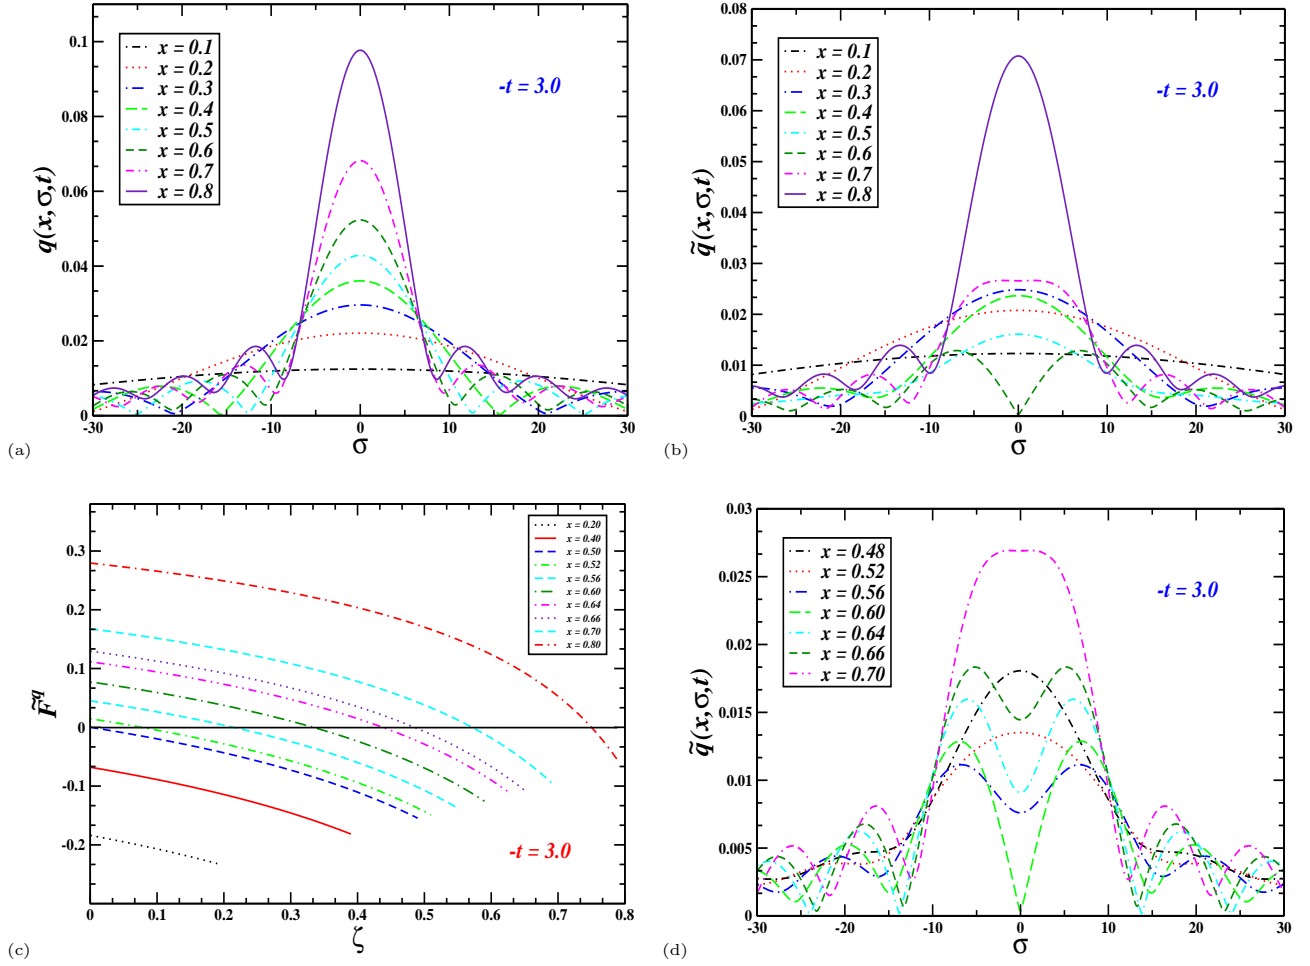 0.1
0.08
0.06
0.04
0.02
0
q(x,σ,t)
x = 0.1
x = 0.2
x = 0.3
x = 0.4
x = 0.5
x = 0.6
x = 0.7
x = 0.8
-t = 3.0
-30 -20 -10 0 10 20 30
σ
(a)
0.08
0.07
0.06
0.05
0.04
0.03
0.02
0.01
0
q̃(x,σ,t)
x = 0.1
x = 0.2
x = 0.3
x = 0.4
x = 0.5
x = 0.6
x = 0.7
x = 0.8
-t = 3.0
-30 -20 -10 0 10 20 30
σ
(b)
0.3
0.2
0.1
0
-0.1
-0.2
F̃^q
x = 0.20
x = 0.40
x = 0.50
x = 0.52
x = 0.56
x = 0.60
x = 0.64
x = 0.66
x = 0.70
x = 0.80
-t = 3.0
0 0.1 0.2 0.3 0.4 0.5 0.6 0.7 0.8
ζ
(c)
0.03
0.025
0.02
0.015
0.01
0.005
0
q̃(x,σ,t)
x = 0.48
x = 0.52
x = 0.56
x = 0.60
x = 0.64
x = 0.66
x = 0.70
-t = 3.0
-30 -20 -10 0 10 20 30
σ
(d)